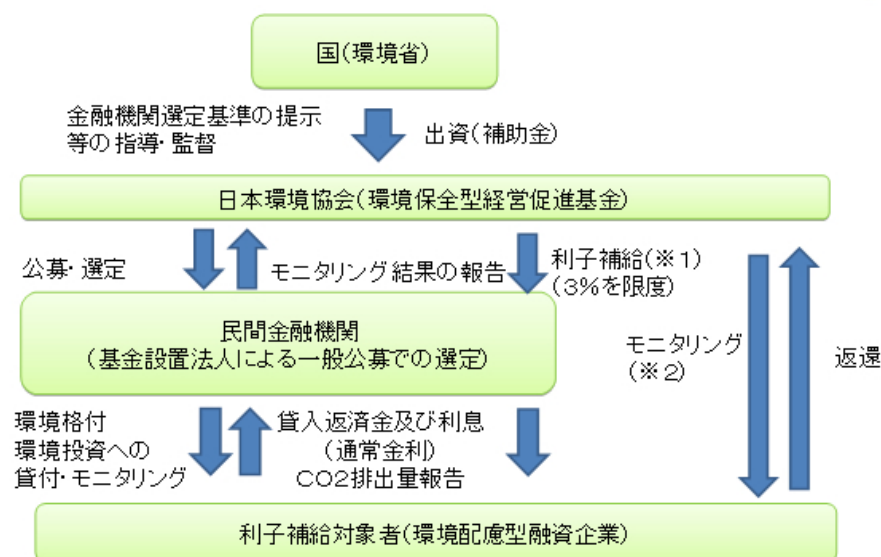 国(環境省)
金融機関選定基準の提示
等の指導・監督
出資(補助金)
日本環境協会(環境保全型経営促進基金)
公募・選定
モニタリング結果の報告
利子補給(※1)
(3%を限度)
民間金融機関
(基金設置法人による一般公募での選定)
モニタリング
(※2)
返還
環境格付
環境投資への
貸付・モニタリング
貸入返済金及び利息
(通常金利)
CO2排出量報告
利子補給対象者(環境配慮型融資企業)